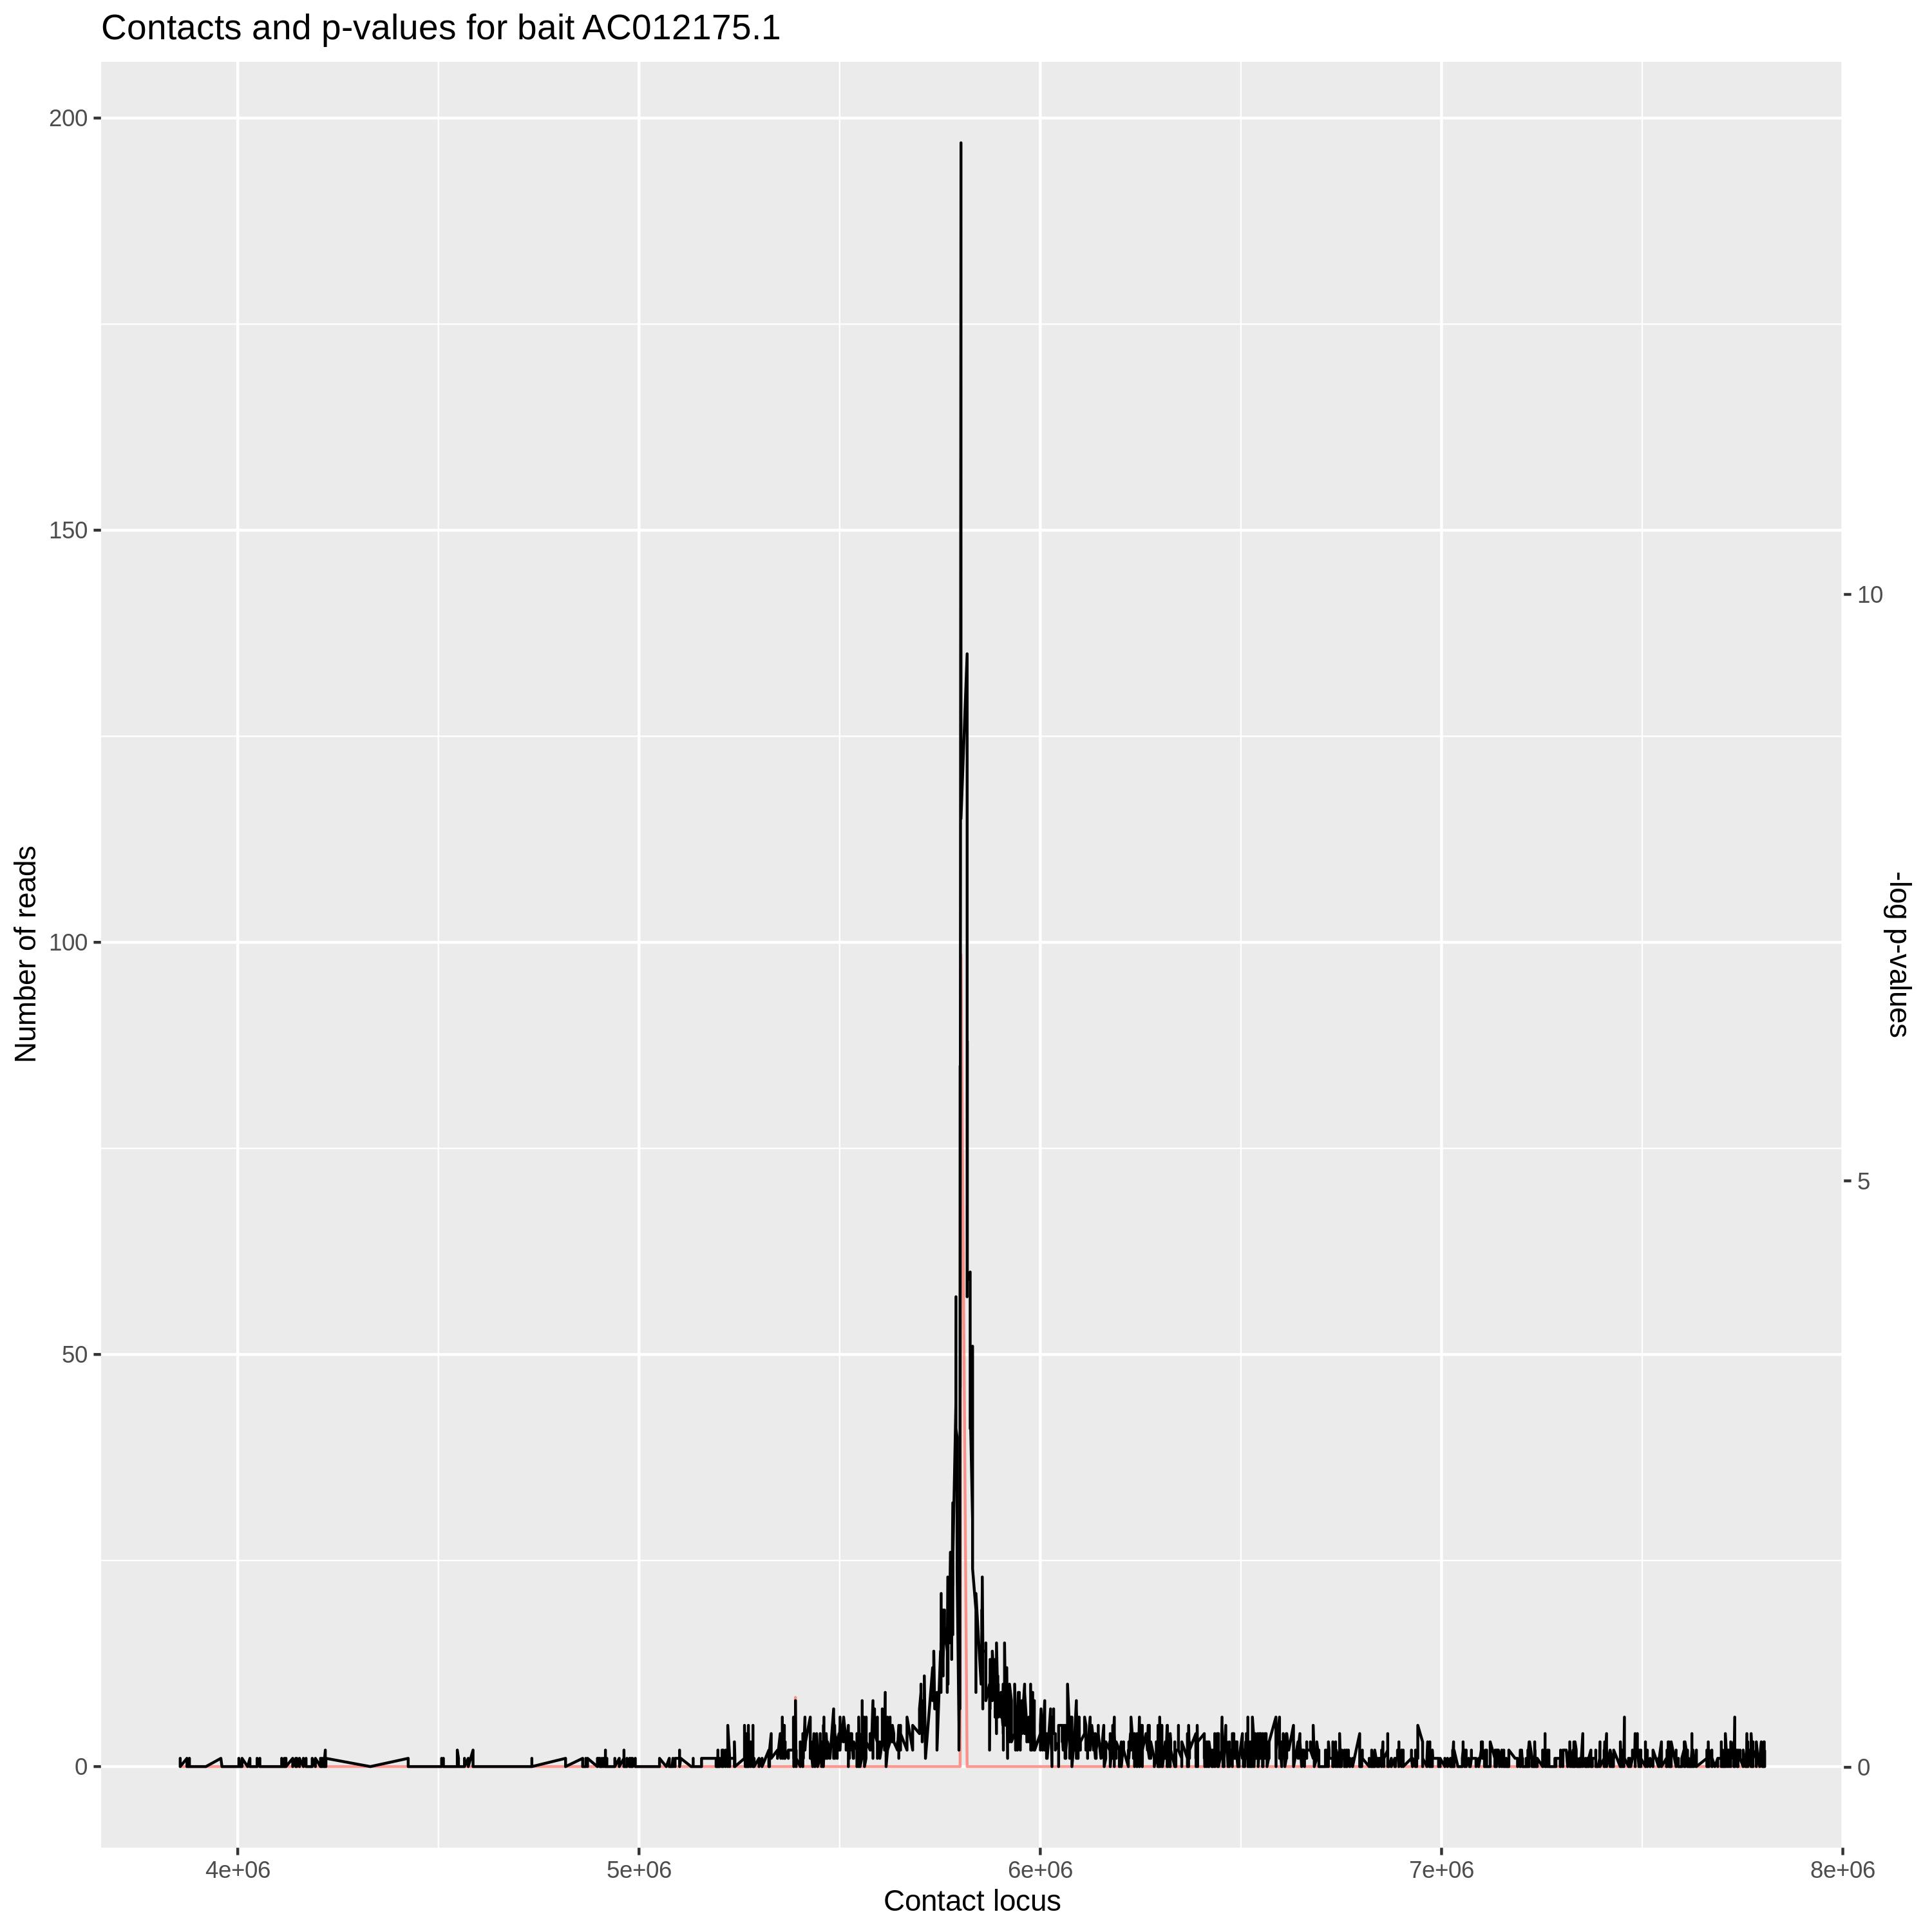 Contacts and p-values for bait AC012175.1
200
150
100
50
0
Number of reads
10
5
0
-log p-values
4e+06
5e+06
6e+06
7e+06
8e+06
Contact locus